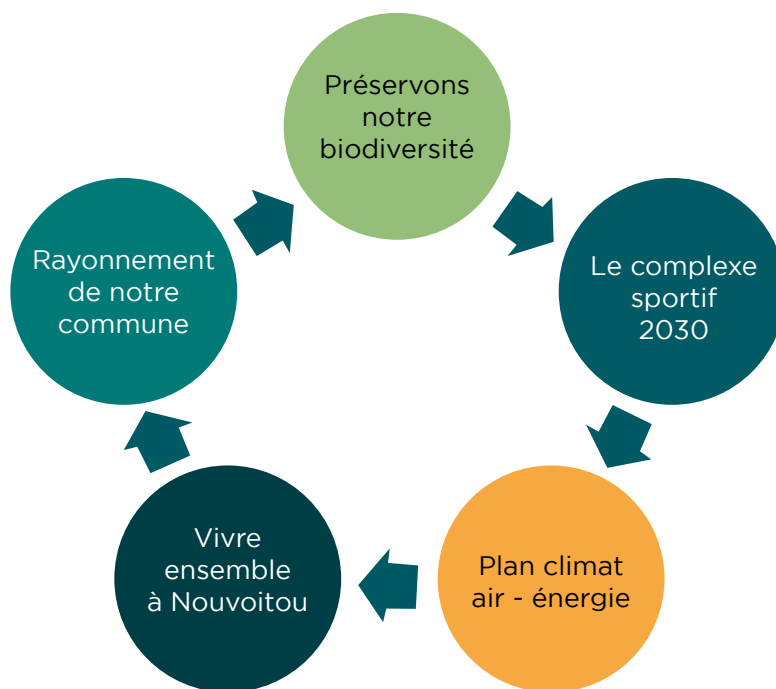 Préservons
notre
biodiversité
Le complexe
sportif
2030
Plan climat
air - énergie
Vivre
ensemble
à Nouvoitou
Rayonnement
de notre
commune